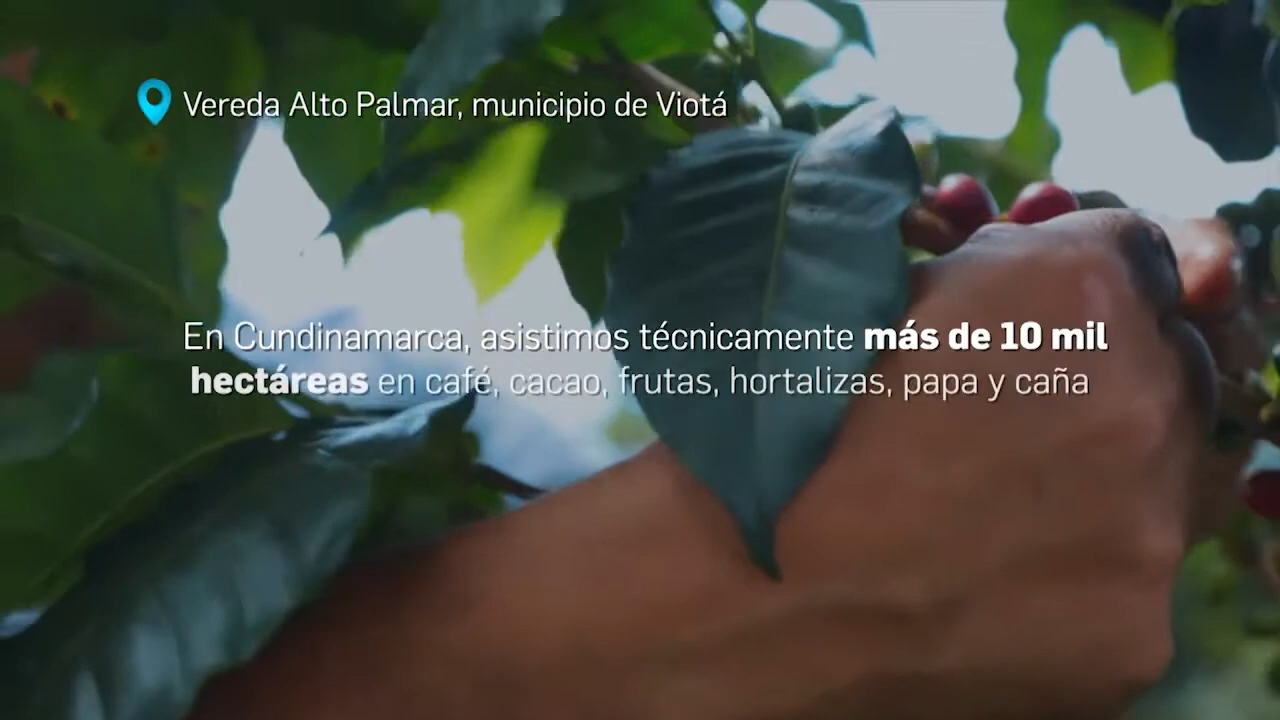 Vereda Alto Palmar, municipio de Viotá
En Cundinamarca, asistimos técnicamente más de 10 mil
hectáreas en café, cacao, frutas, hortalizas, papa y caña